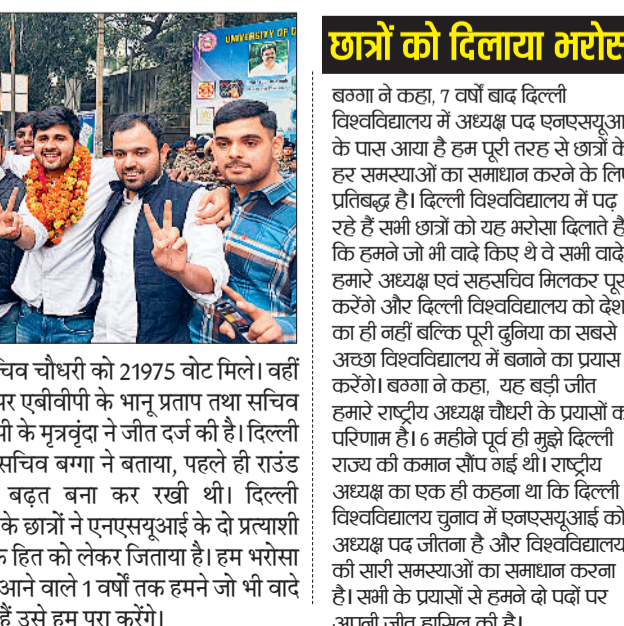 UNIVERSITY OF D
चिव चौधरी को 21975 वोट मिले। वहीं
पर एबीवीपी के भानू प्रताप तथा सचिव
पी के मृत्रवृंदा ने जीत दर्ज की है। दिल्ली
सचिव बग्गा ने बताया, पहले ही राउंड
बढ़त बना कर रखी थी। दिल्ली
के छात्रों ने एनएसयूआई के दो प्रत्याशी
हित को लेकर जिताया है। हम भरोसा
आने वाले 1 वर्षों तक हमने जो भी वादे
हैं उसे हम पूरा करेंगे।
छात्रों को दिलाया भरोस
बग्गा ने कहा, 7 वर्षों बाद दिल्ली
विश्वविद्यालय में अध्यक्ष पद एनएसयूआ
के पास आया है हम पूरी तरह से छात्रों के
हर समस्याओं का समाधान करने के लिए
प्रतिबद्ध है। दिल्ली विश्वविद्यालय में पढ़
रहे हैं सभी छात्रों को यह भरोसा दिलाते हैं
कि हमने जो भी वादे किए थे वे सभी वादे
हमारे अध्यक्ष एवं सहसचिव मिलकर पूर
करेंगे और दिल्ली विश्वविद्यालय को देश
का ही नहीं बल्कि पूरी दुनिया का सबसे
अच्छा विश्वविद्यालय में बनाने का प्रयास
करेंगे। बग्गा ने कहा, यह बड़ी जीत
हमारे राष्ट्रीय अध्यक्ष चौधरी के प्रयासों क
परिणाम है। 6 महीने पूर्व ही मुझे दिल्ली
राज्य की कमान सौंप गई थी। राष्ट्रीय
अध्यक्ष का एक ही कहना था कि दिल्ली
विश्वविद्यालय चुनाव में एनएसयूआई को
अध्यक्ष पद जीतना है और विश्वविद्यालय
की सारी समस्याओं का समाधान करना
है। सभी के प्रयासों से हमने दो पदों पर
अपनी जीत हासिल की है।